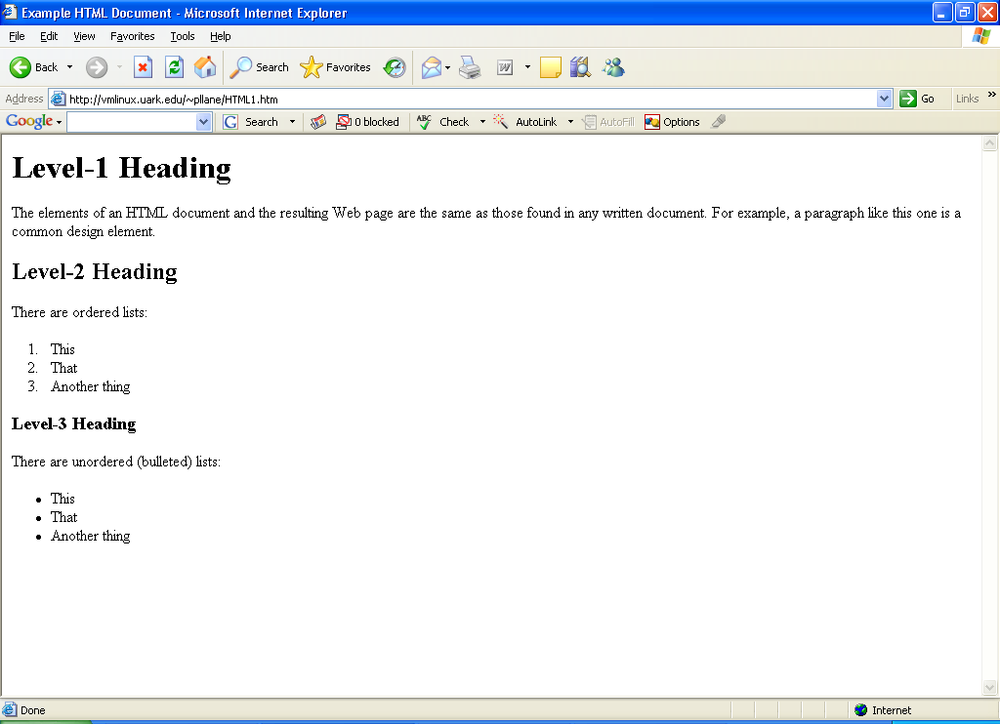 Example HTML Document - Microsoft Internet Explorer
File Edit View Favorites Tools Help
Back Search Favorites W
Address http://vmlinux.uark.edu/~pllane/HTML1.htm Go Links »
Google G Search 0 blocked ABC Check AutoLink AutoFill Options
Level-1 Heading
The elements of an HTML document and the resulting Web page are the same as those found in any written document. For example, a paragraph like this one is a
common design element.
Level-2 Heading
There are ordered lists:
1. This
2. That
3. Another thing
Level-3 Heading
There are unordered (bulleted) lists:
• This
• That
• Another thing
Done Internet